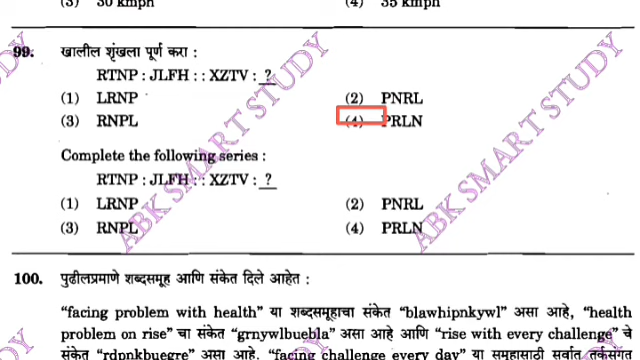 (3) 30 kmph (4) 35 kmph
99. खालील शृंखला पूर्ण करा :
RTNP : JLFH : : XZTV : ?
(1) LRNP (2) PNRL
(3) RNPL (4) PRLN
Complete the following series :
RTNP : JLFH : : XZTV : ?
(1) LRNP (2) PNRL
(3) RNPL (4) PRLN
100. पुढीलप्रमाणे शब्दसमूह आणि संकेत दिले आहेत :
“facing problem with health” या शब्दसमूहाचा संकेत “blawhipnkywl” असा आहे, “health
problem on rise” चा संकेत “grnywlbuebla” असा आहे आणि “rise with every challenge” चे
संकेत “rdpnkbuegre” असा आहे. “facing challenge every day” या समूहासाठी सर्वात तर्कसंगत
ABK SMART STUDY
ABK SMART STUDY